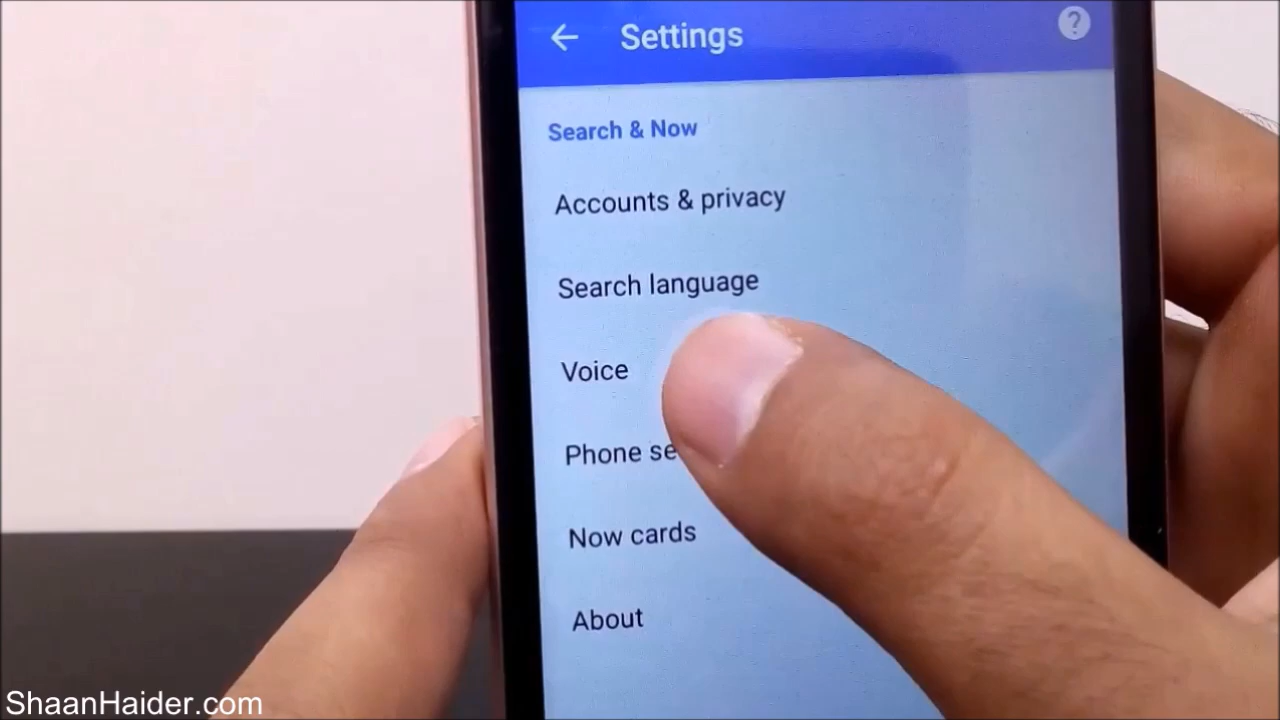 Settings
?
Search & Now
Accounts & privacy
Search language
Voice
Phone se
Now cards
About
ShaanHaider.com